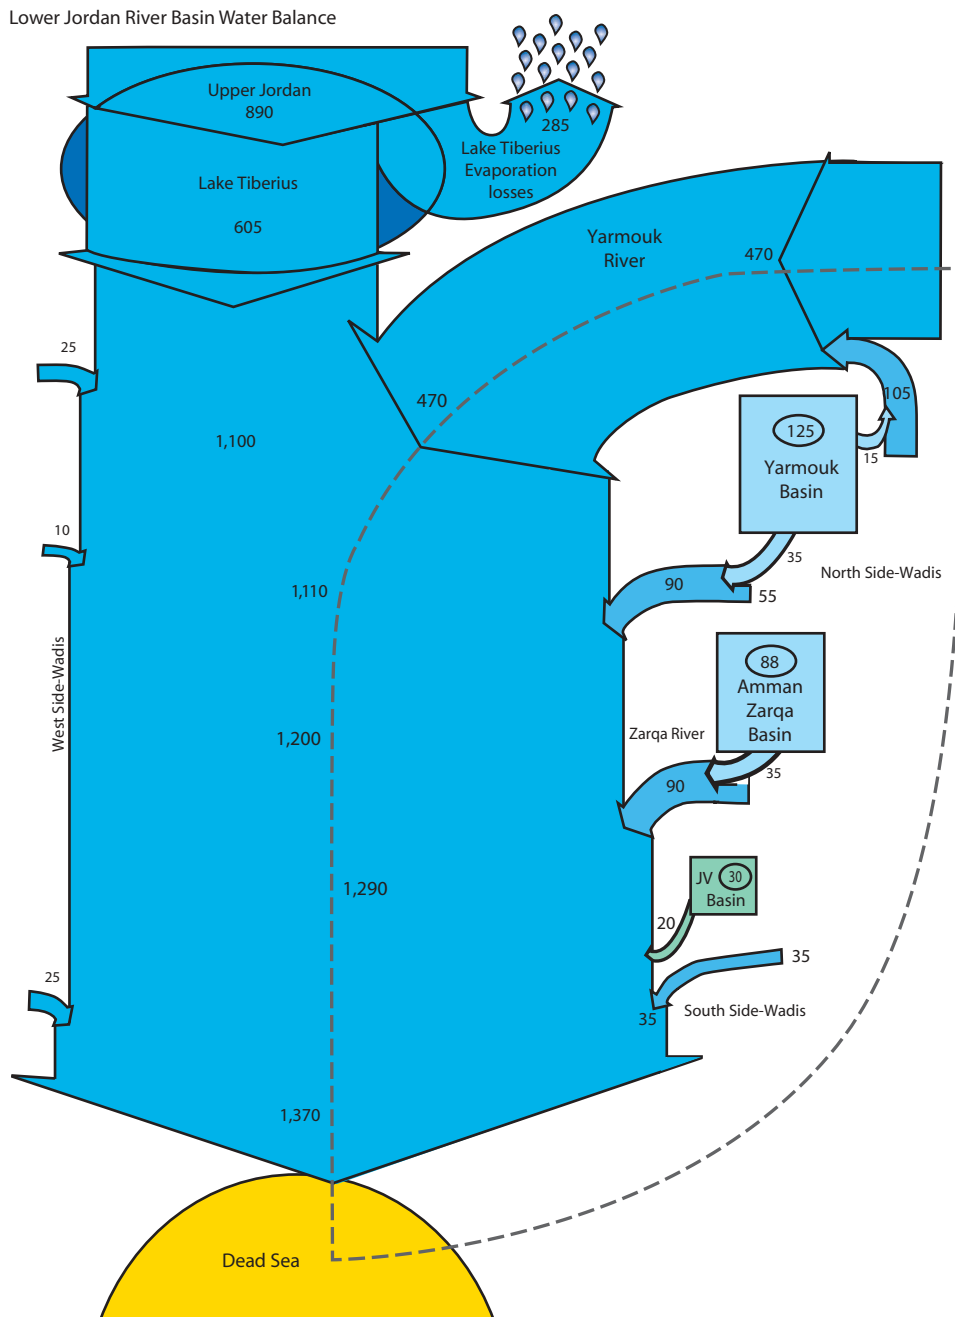 Lower Jordan River Basin Water Balance
Upper Jordan
890
285
Lake Tiberius
Evaporation
losses
Lake Tiberius
605
Yarmouk
River
470
25
470
105
1,100
125
Yarmouk
Basin
15
10
35
North Side-Wadis
90
55
1,110
West Side-Wadis
88
Amman
Zarqa
Basin
Zarqa River
1,200
35
90
1,290
JV
30
Basin
20
35
25
South Side-Wadis
35
1,370
Dead Sea